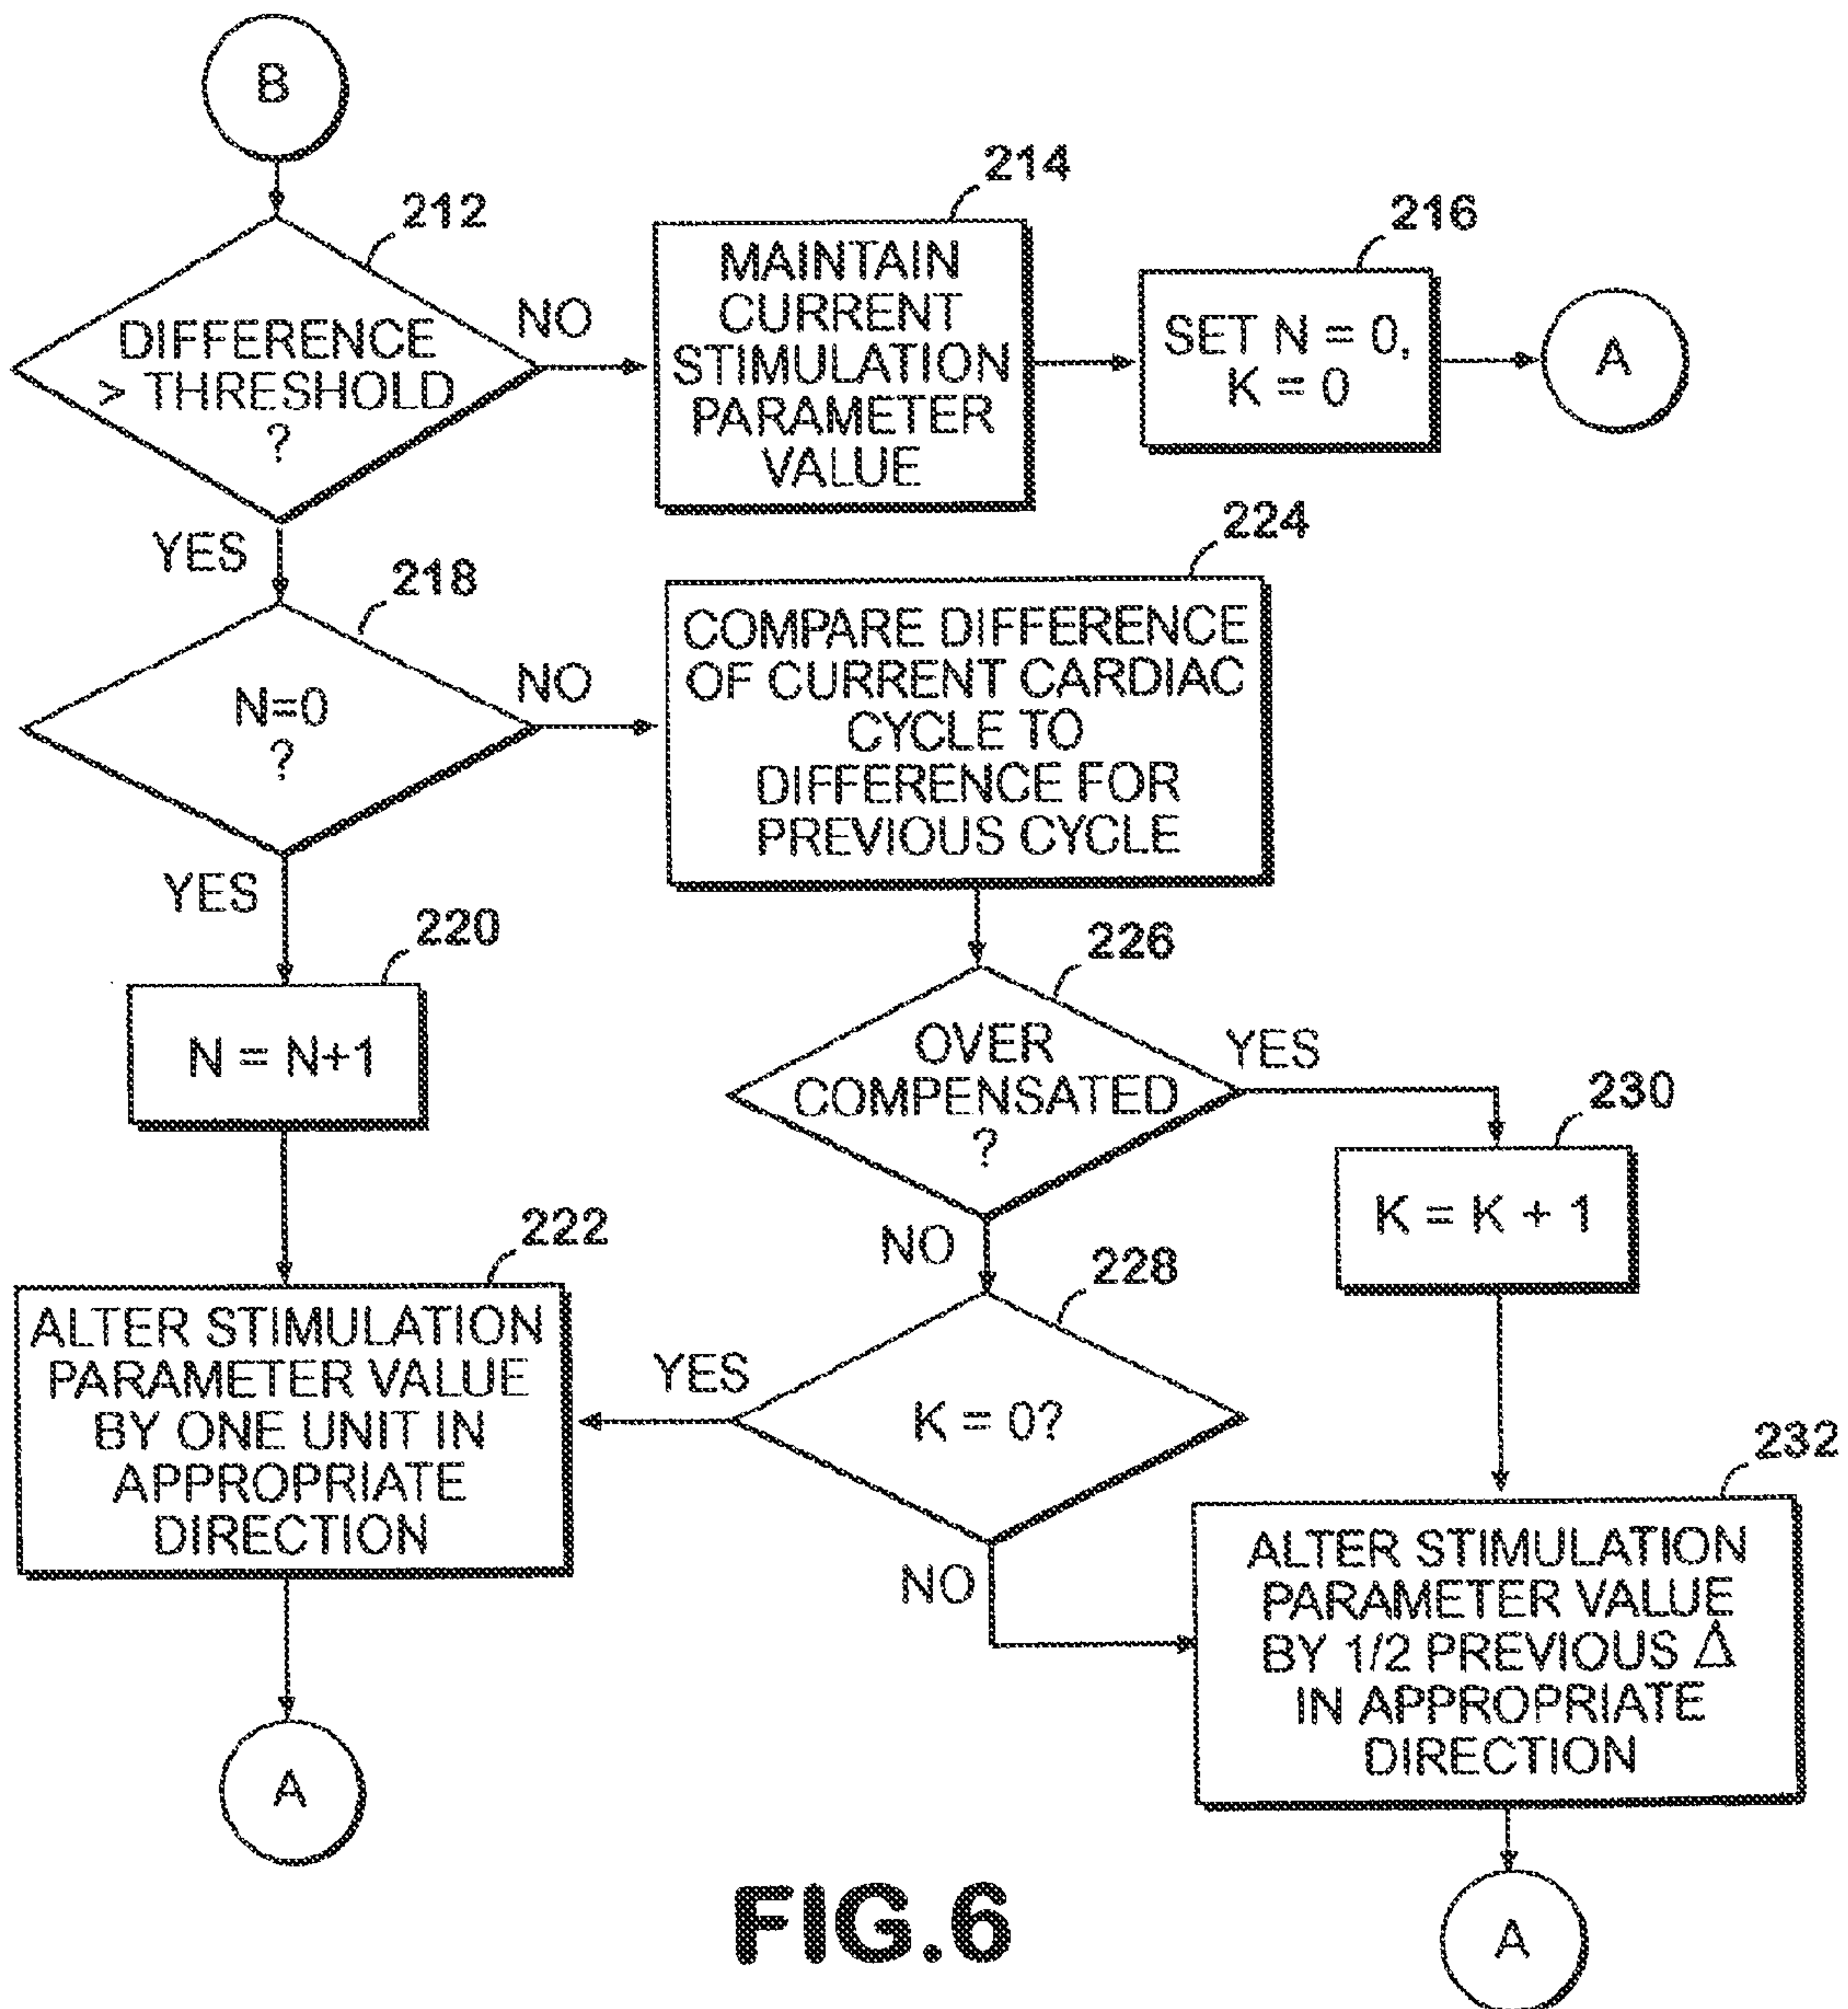 B
212
DIFFERENCE
> THRESHOLD
?
NO
YES
214
MAINTAIN
CURRENT
STIMULATION
PARAMETER
VALUE
216
SET N = 0,
K = 0
A
218
N=0
?
NO
YES
224
COMPARE DIFFERENCE
OF CURRENT CARDIAC
CYCLE TO
DIFFERENCE FOR
PREVIOUS CYCLE
220
N = N+1
226
OVER
COMPENSATED
?
YES
NO
230
K = K + 1
222
ALTER STIMULATION
PARAMETER VALUE
BY ONE UNIT IN
APPROPRIATE
DIRECTION
228
K = 0?
YES
NO
232
ALTER STIMULATION
PARAMETER VALUE
BY 1/2 PREVIOUS Δ
IN APPROPRIATE
DIRECTION
A
A
FIG.6